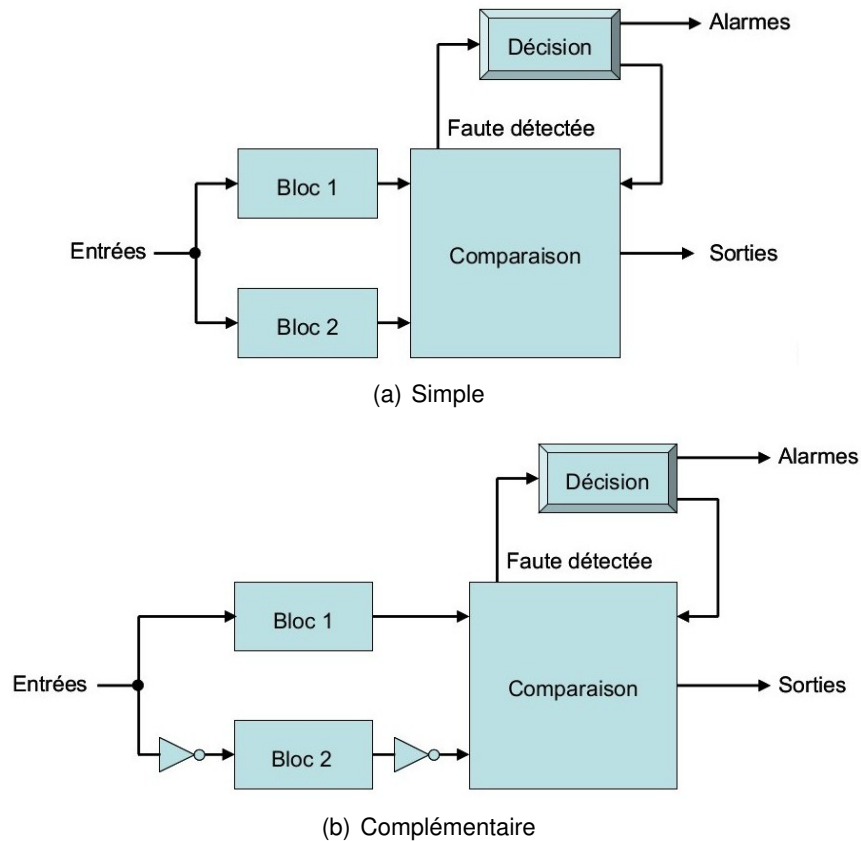 Alarmes
Décision
Faute détectée
Bloc 1
Entrées
Comparaison
Sorties
Bloc 2
(a) Simple
Alarmes
Décision
Faute détectée
Bloc 1
Entrées
Comparaison
Sorties
Bloc 2
(b) Complémentaire